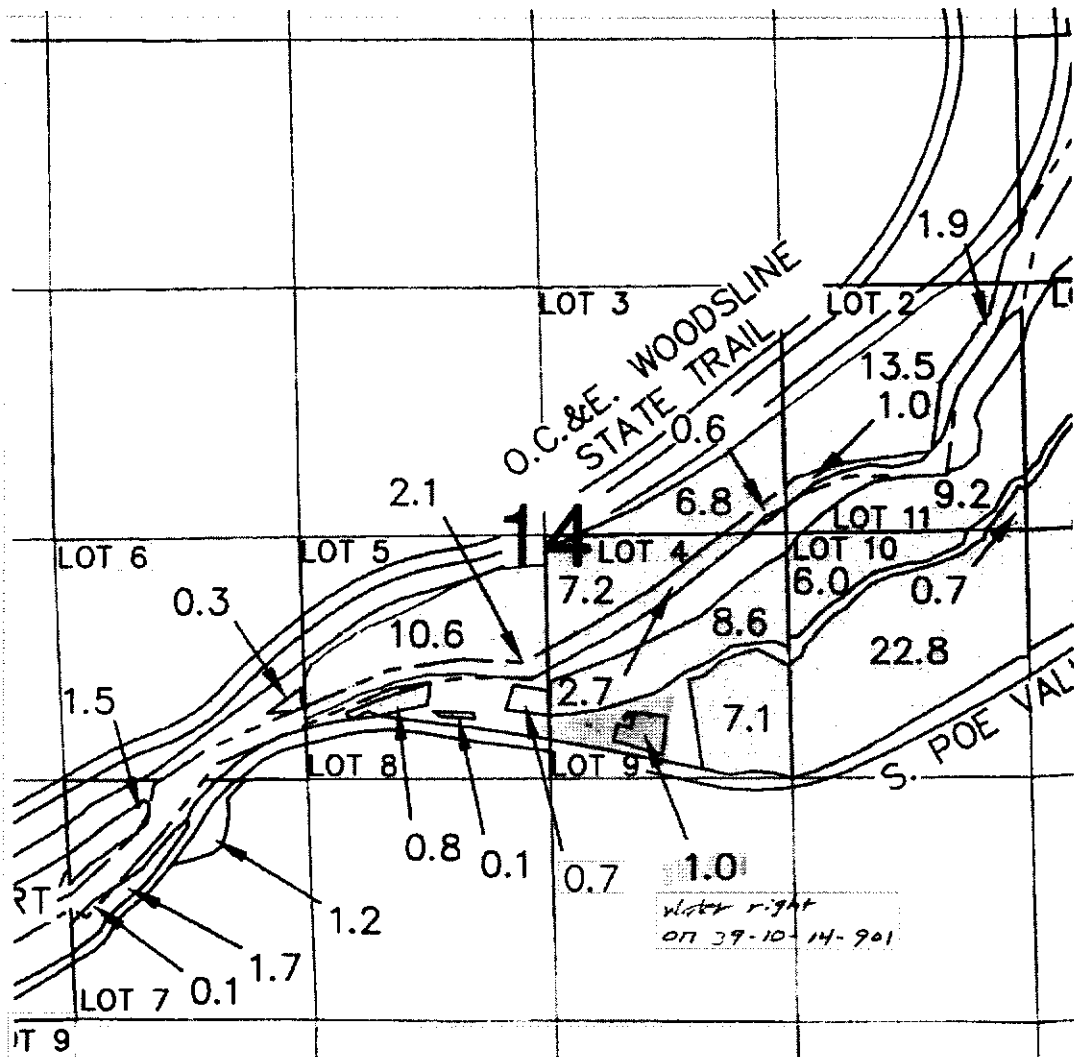 1.9
LOT 3
LOT 2
O.C.&E. WOODSLINE
STATE TRAIL
13.5
1.0
0.6
2.1
6.8
9.2
LOT 11
14
LOT 6
LOT 5
LOT 4
LOT 10
7.2
6.0
0.7
0.3
10.6
8.6
22.8
1.5
2.7
7.1
S. POE VAL
LOT 8
LOT 9
0.8
0.1
0.7
1.0
RT
1.2
water right
on 39-10-14-901
1.7
0.1
LOT 7
OT 9